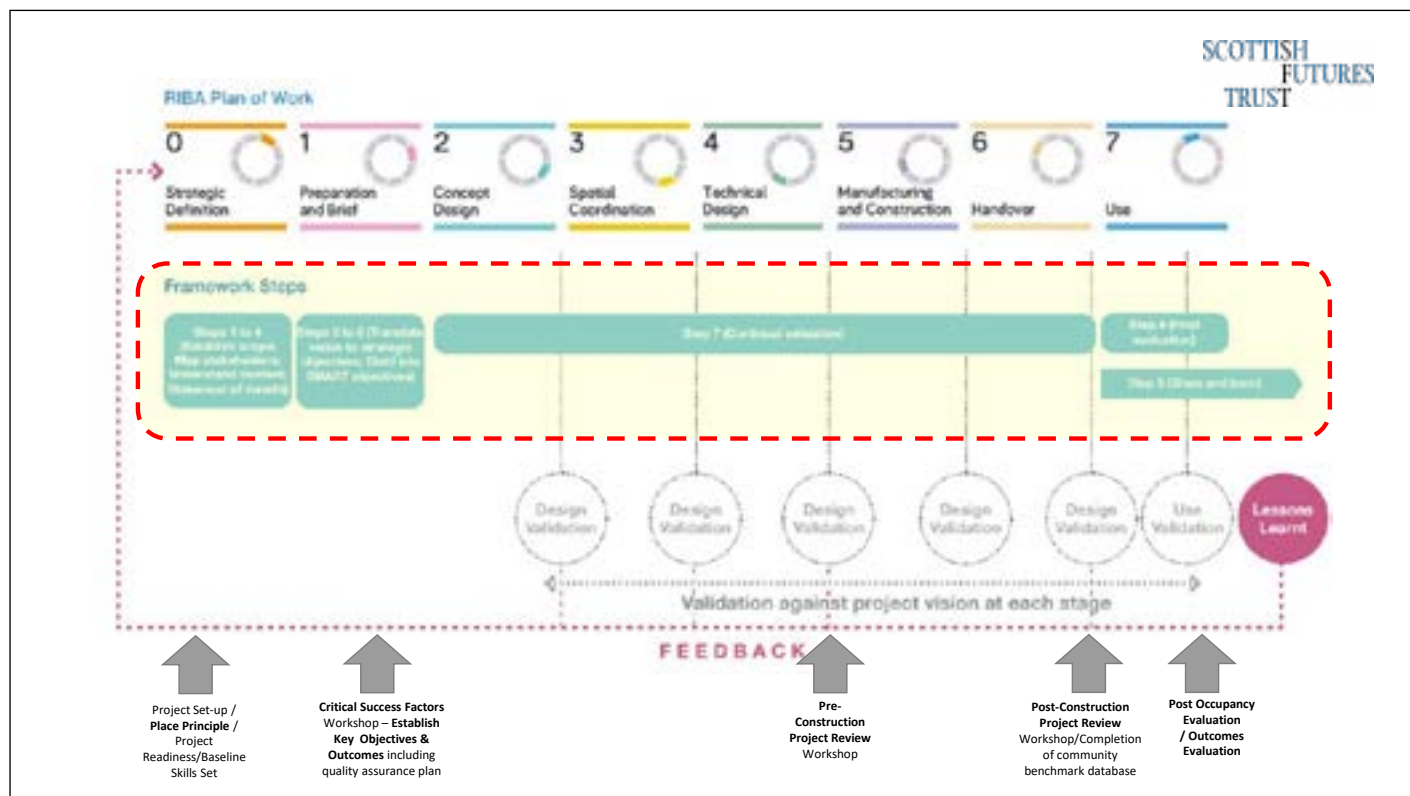 SCOTTISH
FUTURES
TRUST
RIBA Plan of Work
0
Strategic
Definition
1
Preparation
and Brief
2
Concept
Design
3
Spatial
Coordination
4
Technical
Design
5
Manufacturing
and Construction
6
Handover
7
Use
Framework Steps
Steps 1 to 4
Step 7 (Continual validation)
Design
Validation
Design
Validation
Design
Validation
Design
Validation
Design
Validation
Use
Validation
Lessons
Learnt
Validation against project vision at each stage
FEEDBACK
Project Set-up /
Place Principle /
Project
Readiness/Baseline
Skills Set
Critical Success Factors
Workshop – Establish
Key Objectives &
Outcomes including
quality assurance plan
Pre-
Construction
Project Review
Workshop
Post-Construction
Project Review
Workshop/Completion
of community
benchmark database
Post Occupancy
Evaluation
/ Outcomes
Evaluation